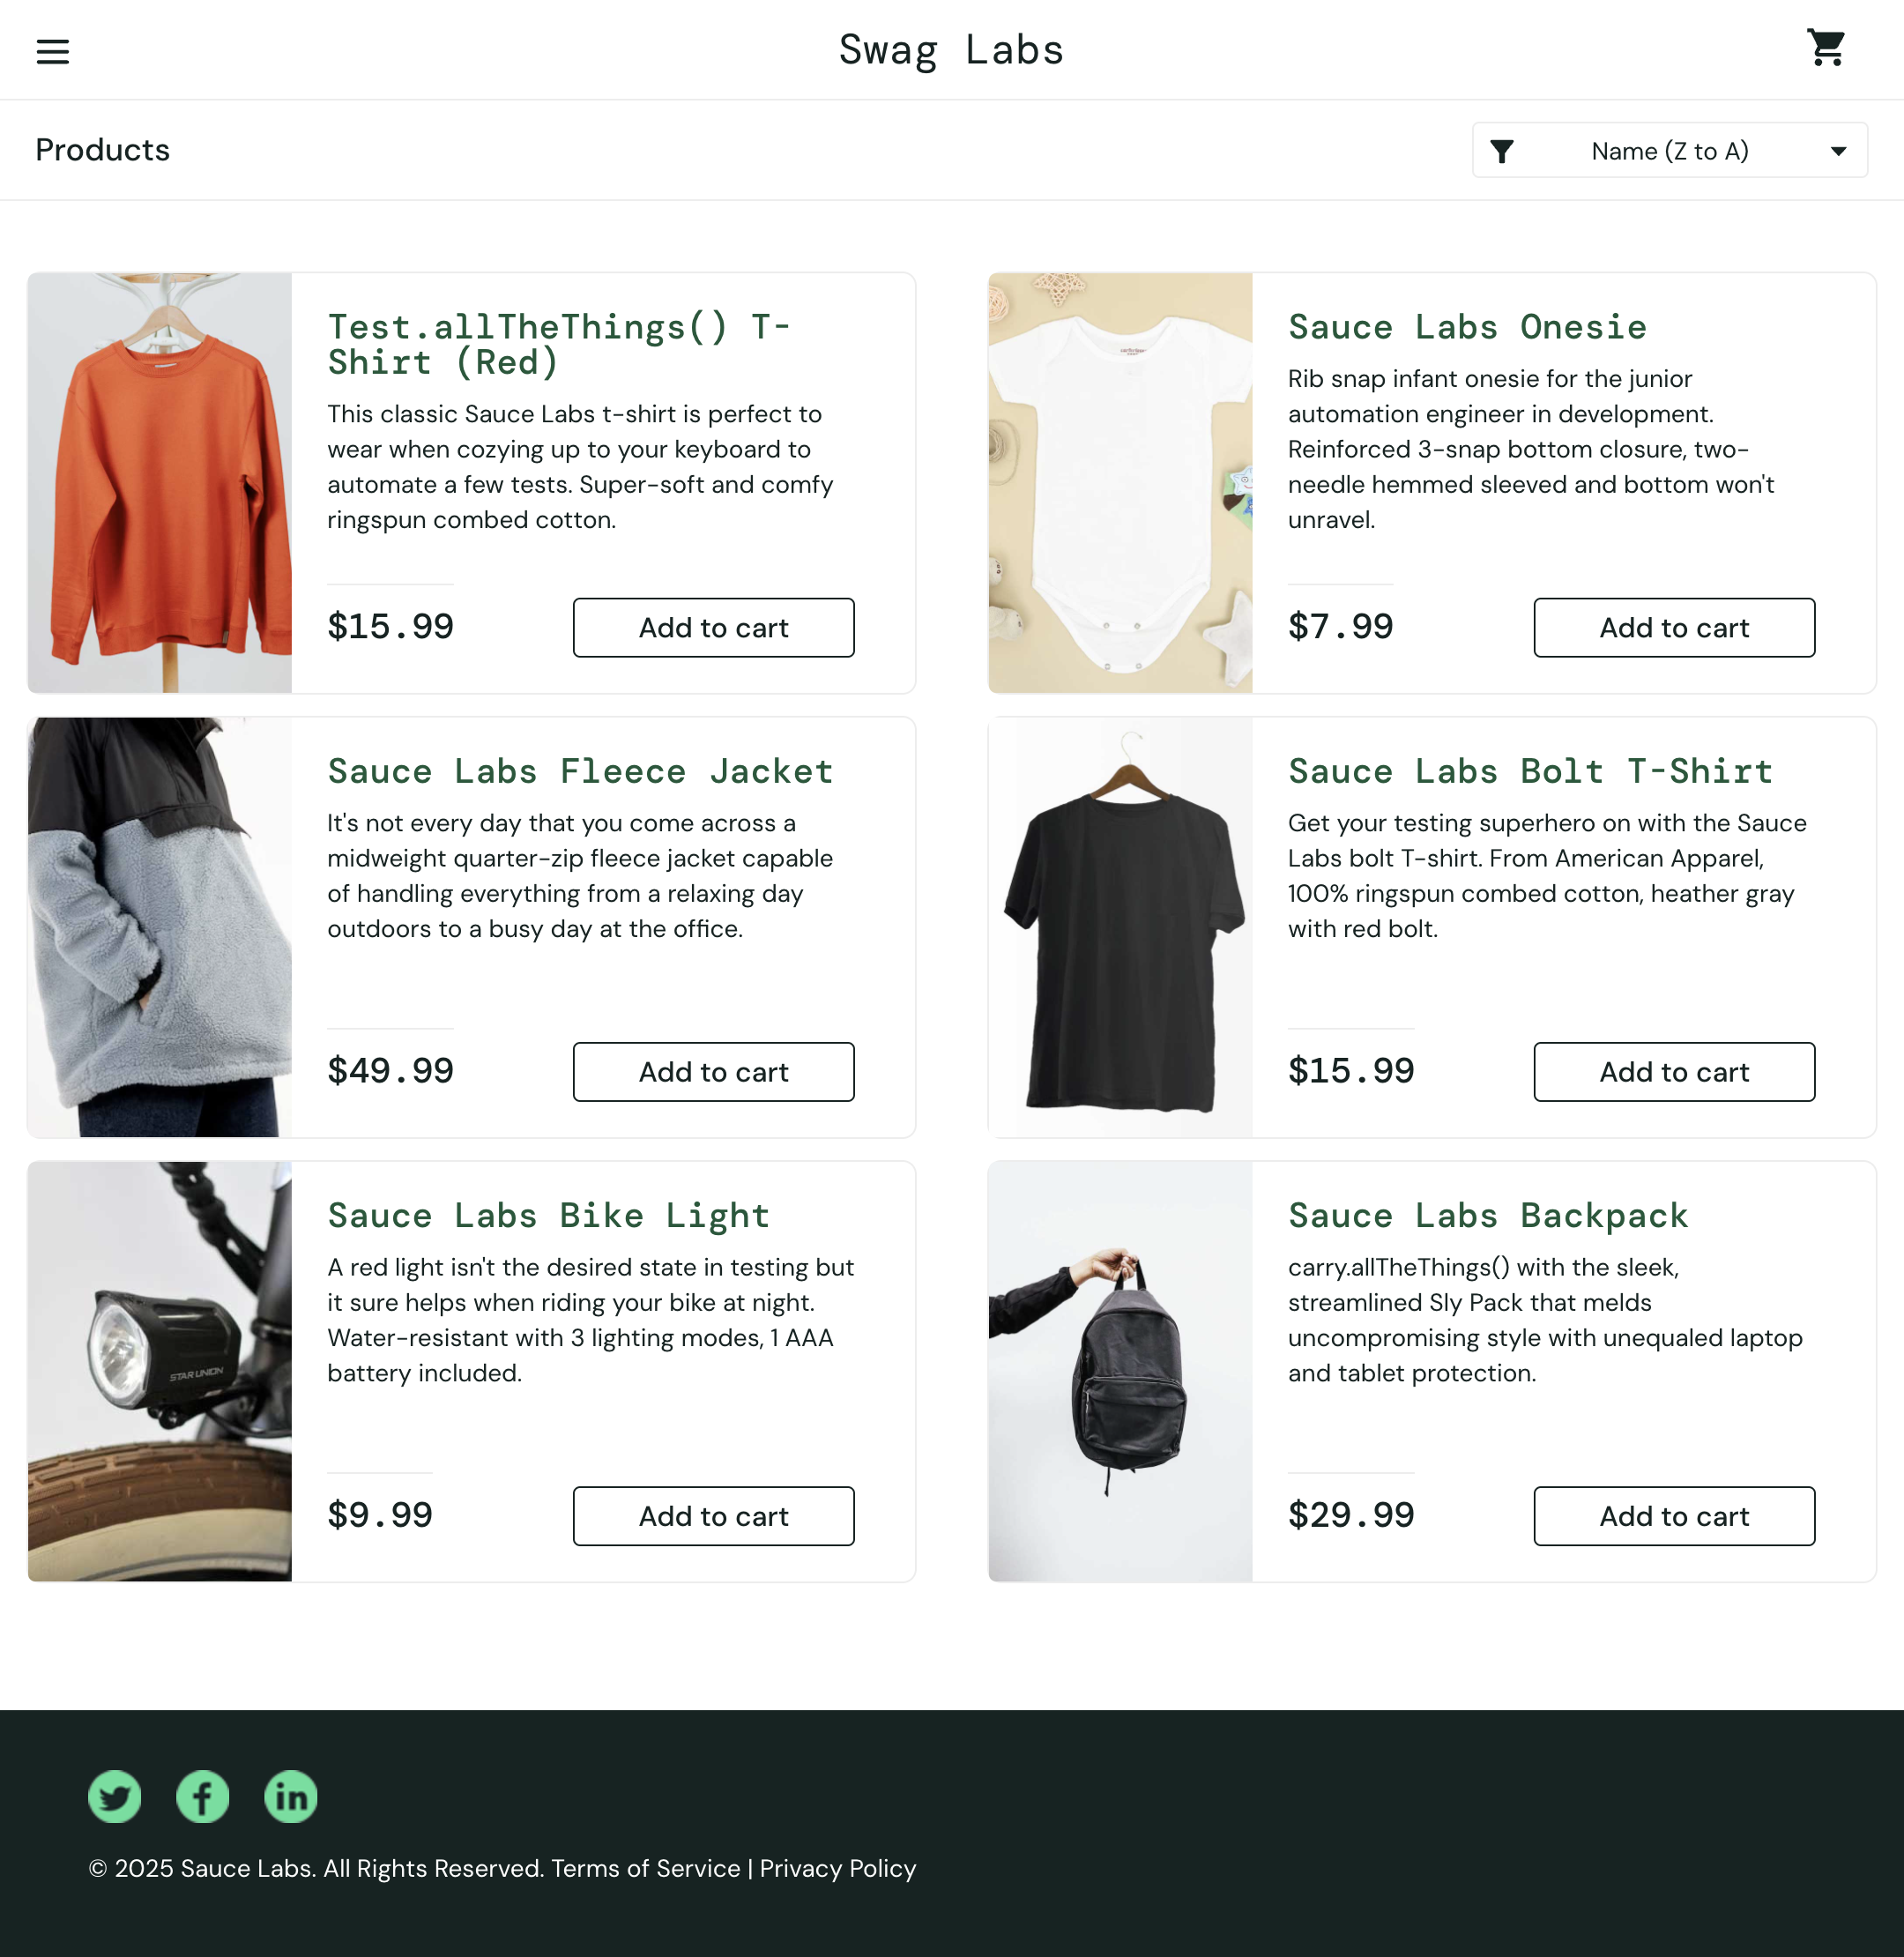 Swag Labs
Products
Name (Z to A)
Test.allTheThings() T-
Shirt (Red)
This classic Sauce Labs t-shirt is perfect to
wear when cozying up to your keyboard to
automate a few tests. Super-soft and comfy
ringspun combed cotton.
$15.99
Add to cart
Sauce Labs Onesie
Rib snap infant onesie for the junior
automation engineer in development.
Reinforced 3-snap bottom closure, two-
needle hemmed sleeved and bottom won't
unravel.
$7.99
Add to cart
Sauce Labs Fleece Jacket
It's not every day that you come across a
midweight quarter-zip fleece jacket capable
of handling everything from a relaxing day
outdoors to a busy day at the office.
$49.99
Add to cart
Sauce Labs Bolt T-Shirt
Get your testing superhero on with the Sauce
Labs bolt T-shirt. From American Apparel,
100% ringspun combed cotton, heather gray
with red bolt.
$15.99
Add to cart
Sauce Labs Bike Light
A red light isn't the desired state in testing but
it sure helps when riding your bike at night.
Water-resistant with 3 lighting modes, 1 AAA
battery included.
STAR UNION
$9.99
Add to cart
Sauce Labs Backpack
carry.allTheThings() with the sleek,
streamlined Sly Pack that melds
uncompromising style with unequaled laptop
and tablet protection.
$29.99
Add to cart
© 2025 Sauce Labs. All Rights Reserved. Terms of Service | Privacy Policy